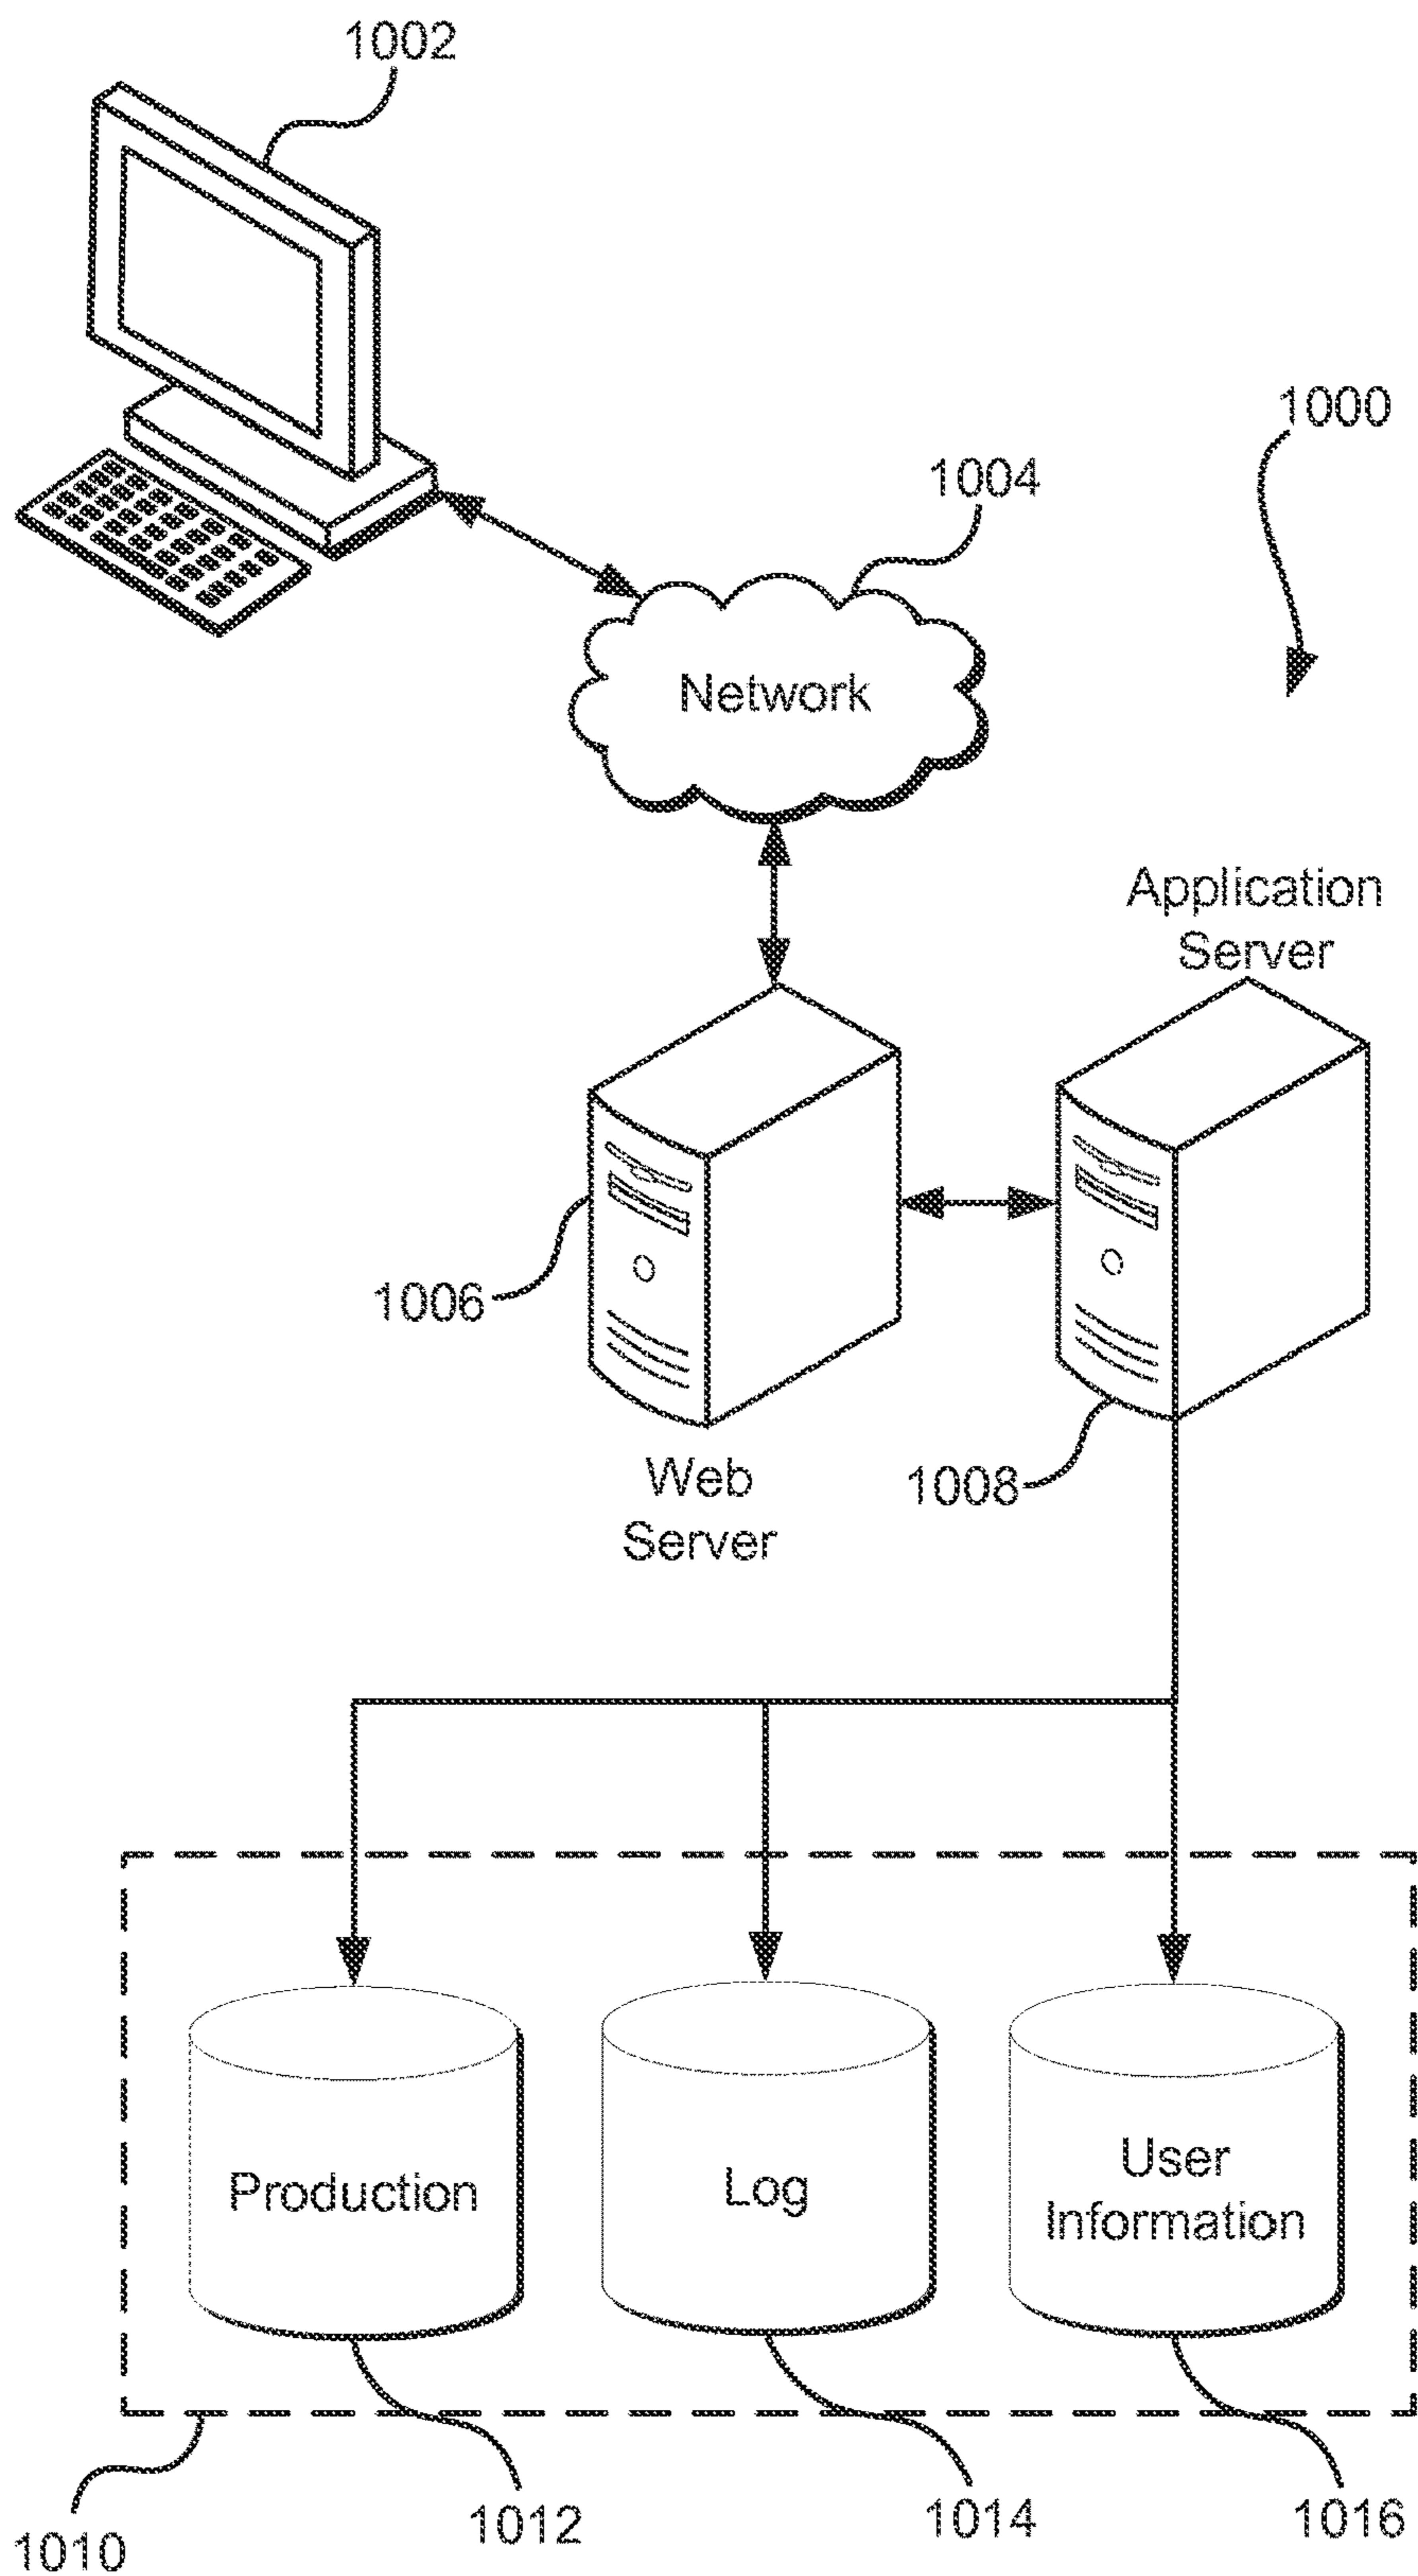 1002
1000
1004
Network
Application
Server
1006
Web
Server
1008
Production
Log
User
Information
1010
1012
1014
1016